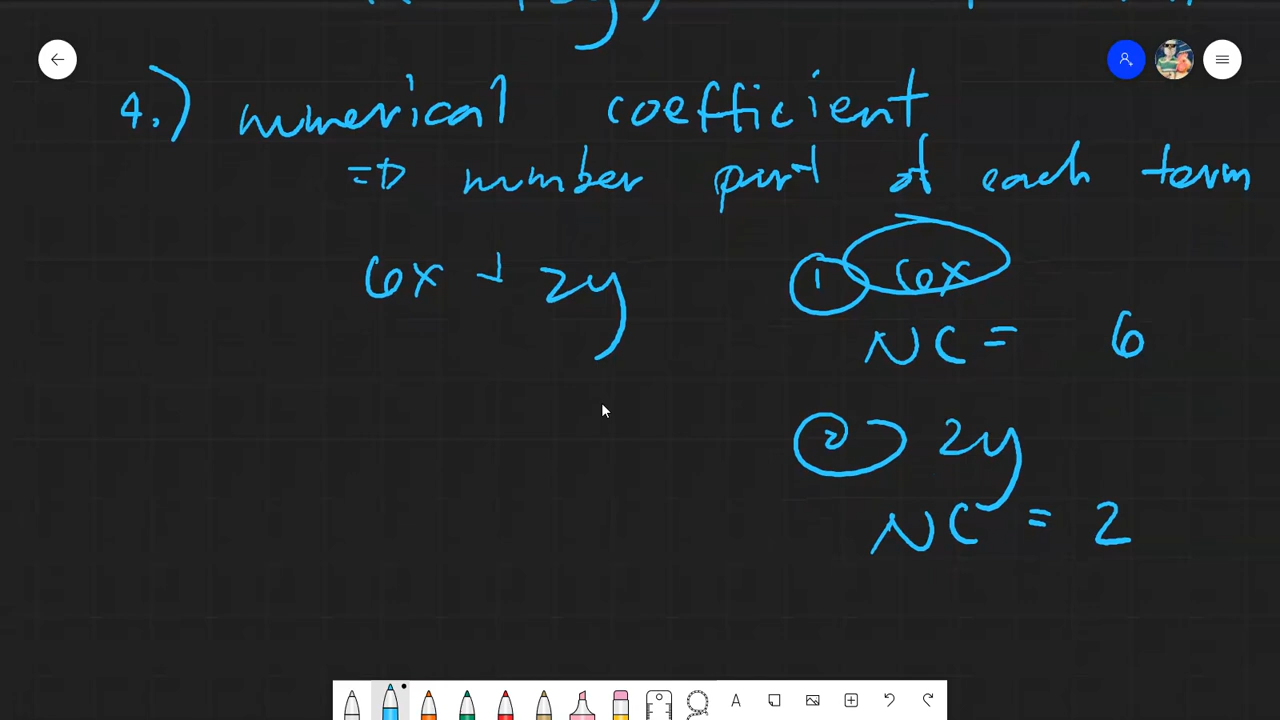 4.) numerical coefficient
=> number part of each term
6x + 2y
1 6x
NC = 6
2 2y
NC = 2
A